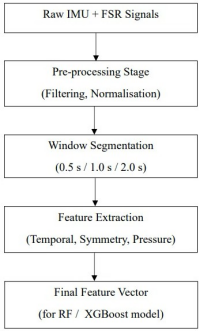 Raw IMU + FSR Signals
Pre-processing Stage
(Filtering, Normalisation)
Window Segmentation
(0.5 s / 1.0 s / 2.0 s)
Feature Extraction
(Temporal, Symmetry, Pressure)
Final Feature Vector
(for RF / XGBoost model)